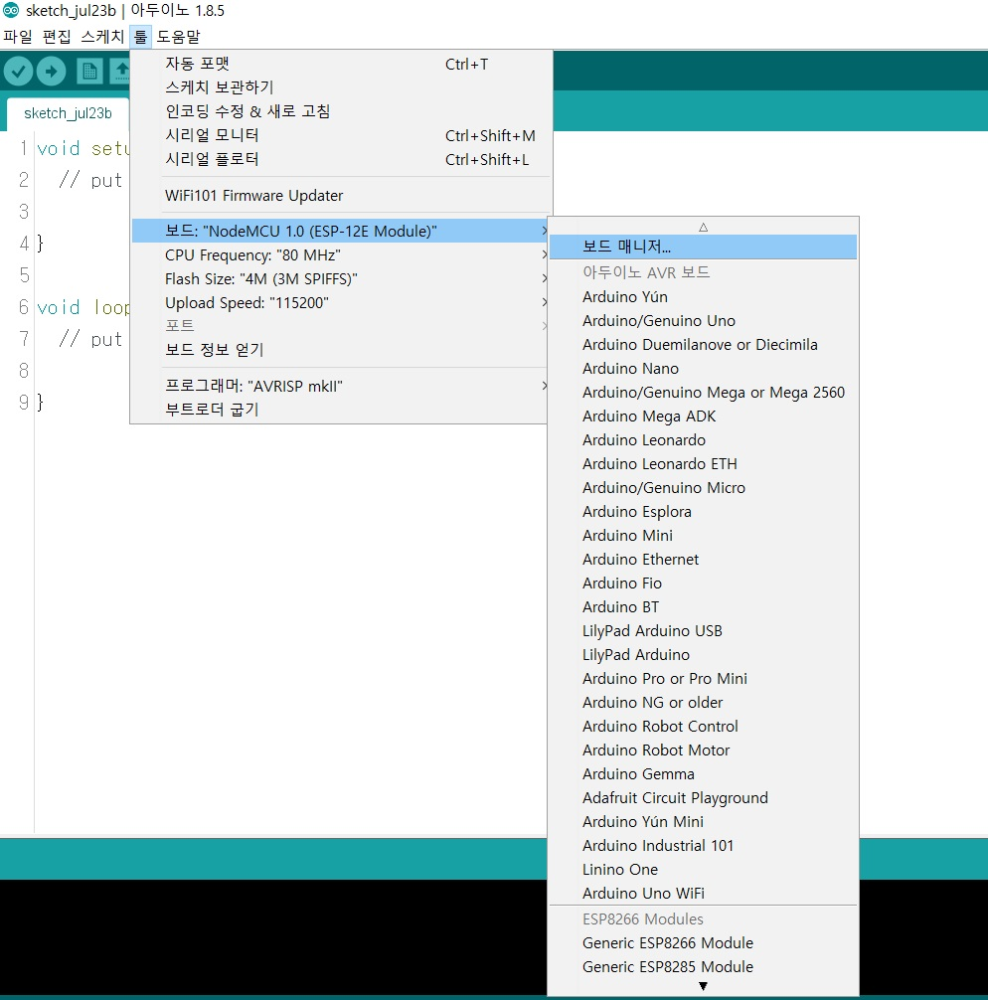 sketch_jul23b | 아두이노 1.8.5
파일 편집 스케치 툴 도움말
sketch_jul23b
1 void setu
2 // put
3
4 }
5
6 void loop
7 // put
8
9 }
자동 포맷 Ctrl+T
스케치 보관하기
인코딩 수정 & 새로 고침
시리얼 모니터 Ctrl+Shift+M
시리얼 플로터 Ctrl+Shift+L
WiFi101 Firmware Updater
보드: "NodeMCU 1.0 (ESP-12E Module)"
CPU Frequency: "80 MHz"
Flash Size: "4M (3M SPIFFS)"
Upload Speed: "115200"
포트
보드 정보 얻기
프로그래머: "AVRISP mkII"
부트로더 굽기
보드 매니저...
아두이노 AVR 보드
Arduino Yún
Arduino/Genuino Uno
Arduino Duemilanove or Diecimila
Arduino Nano
Arduino/Genuino Mega or Mega 2560
Arduino Mega ADK
Arduino Leonardo
Arduino Leonardo ETH
Arduino/Genuino Micro
Arduino Esplora
Arduino Mini
Arduino Ethernet
Arduino Fio
Arduino BT
LilyPad Arduino USB
LilyPad Arduino
Arduino Pro or Pro Mini
Arduino NG or older
Arduino Robot Control
Arduino Robot Motor
Arduino Gemma
Adafruit Circuit Playground
Arduino Yún Mini
Arduino Industrial 101
Linino One
Arduino Uno WiFi
ESP8266 Modules
Generic ESP8266 Module
Generic ESP8285 Module